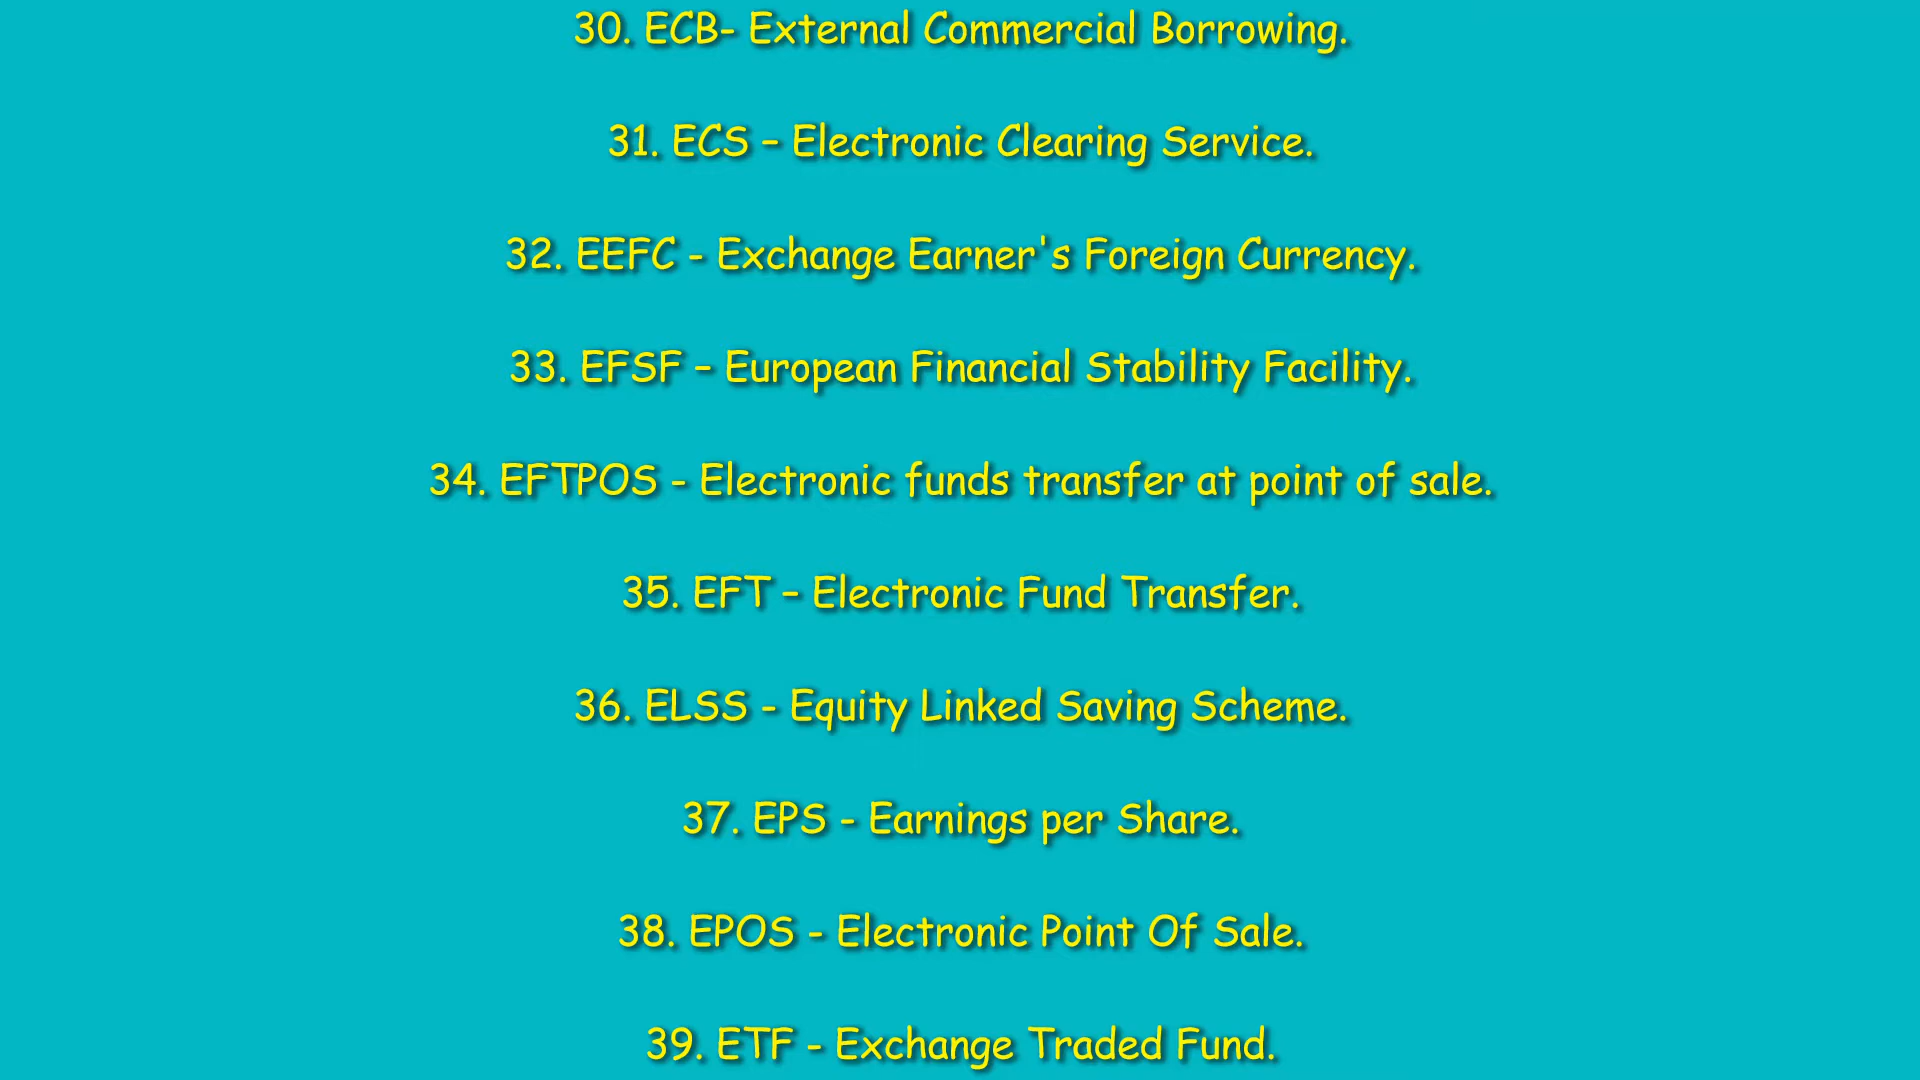 30. ECB- External Commercial Borrowing.
31. ECS – Electronic Clearing Service.
32. EEFC - Exchange Earner's Foreign Currency.
33. EFSF – European Financial Stability Facility.
34. EFTPOS - Electronic funds transfer at point of sale.
35. EFT – Electronic Fund Transfer.
36. ELSS - Equity Linked Saving Scheme.
37. EPS - Earnings per Share.
38. EPOS - Electronic Point Of Sale.
39. ETF - Exchange Traded Fund.